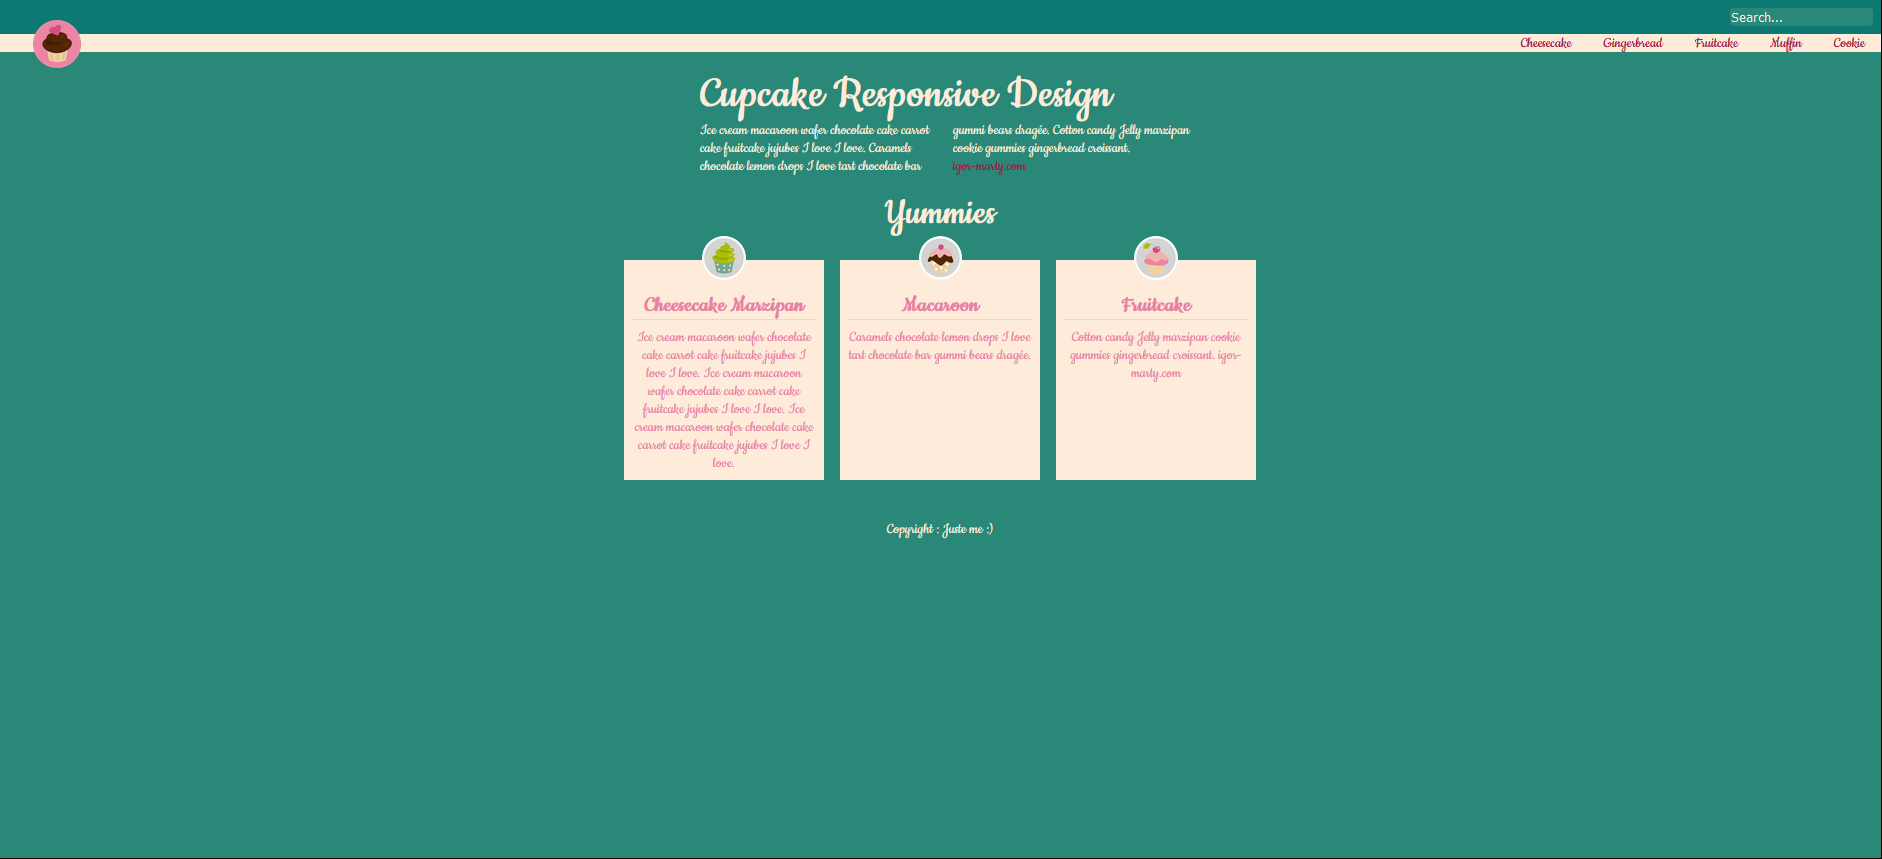 Search...
Cheesecake Gingerbread Fruitcake Muffin Cookie
Cupcake Responsive Design
Ice cream macaroon wafer chocolate cake carrot
cake fruitcake jujubes I love I love. Caramels
chocolate lemon drops I love tart chocolate bar
gummi bears dragée. Cotton candy Jelly marzipan
cookie gummies gingerbread croissant.
igor-marty.com
Yummies
Cheesecake Marzipan
Ice cream macaroon wafer chocolate
cake carrot cake fruitcake jujubes I
love I love. Ice cream macaroon
wafer chocolate cake carrot cake
fruitcake jujubes I love I love. Ice
cream macaroon wafer chocolate cake
carrot cake fruitcake jujubes I love I
love.
Macaroon
Caramels chocolate lemon drops I love
tart chocolate bar gummi bears dragée.
Fruitcake
Cotton candy Jelly marzipan cookie
gummies gingerbread croissant. igor-
marty.com
Copyright : Juste me :)